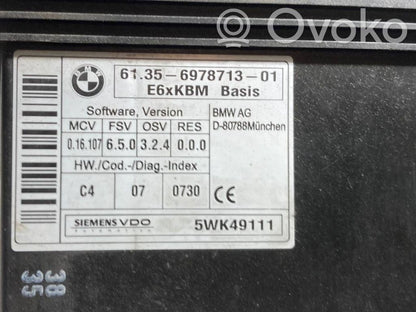 Ovoko
BMW
61.35-6978713-01
E6xKBM Basis
Software, Version
MCV FSV OSV RES
0.16.107 6.5.0 3.2.4 0.0.0
HW./Cod.-/Diag.-Index
C4 07 0730
BMW AG
D-80788München
CE
SIEMENS VDO
Automotive
5WK49111
38
35